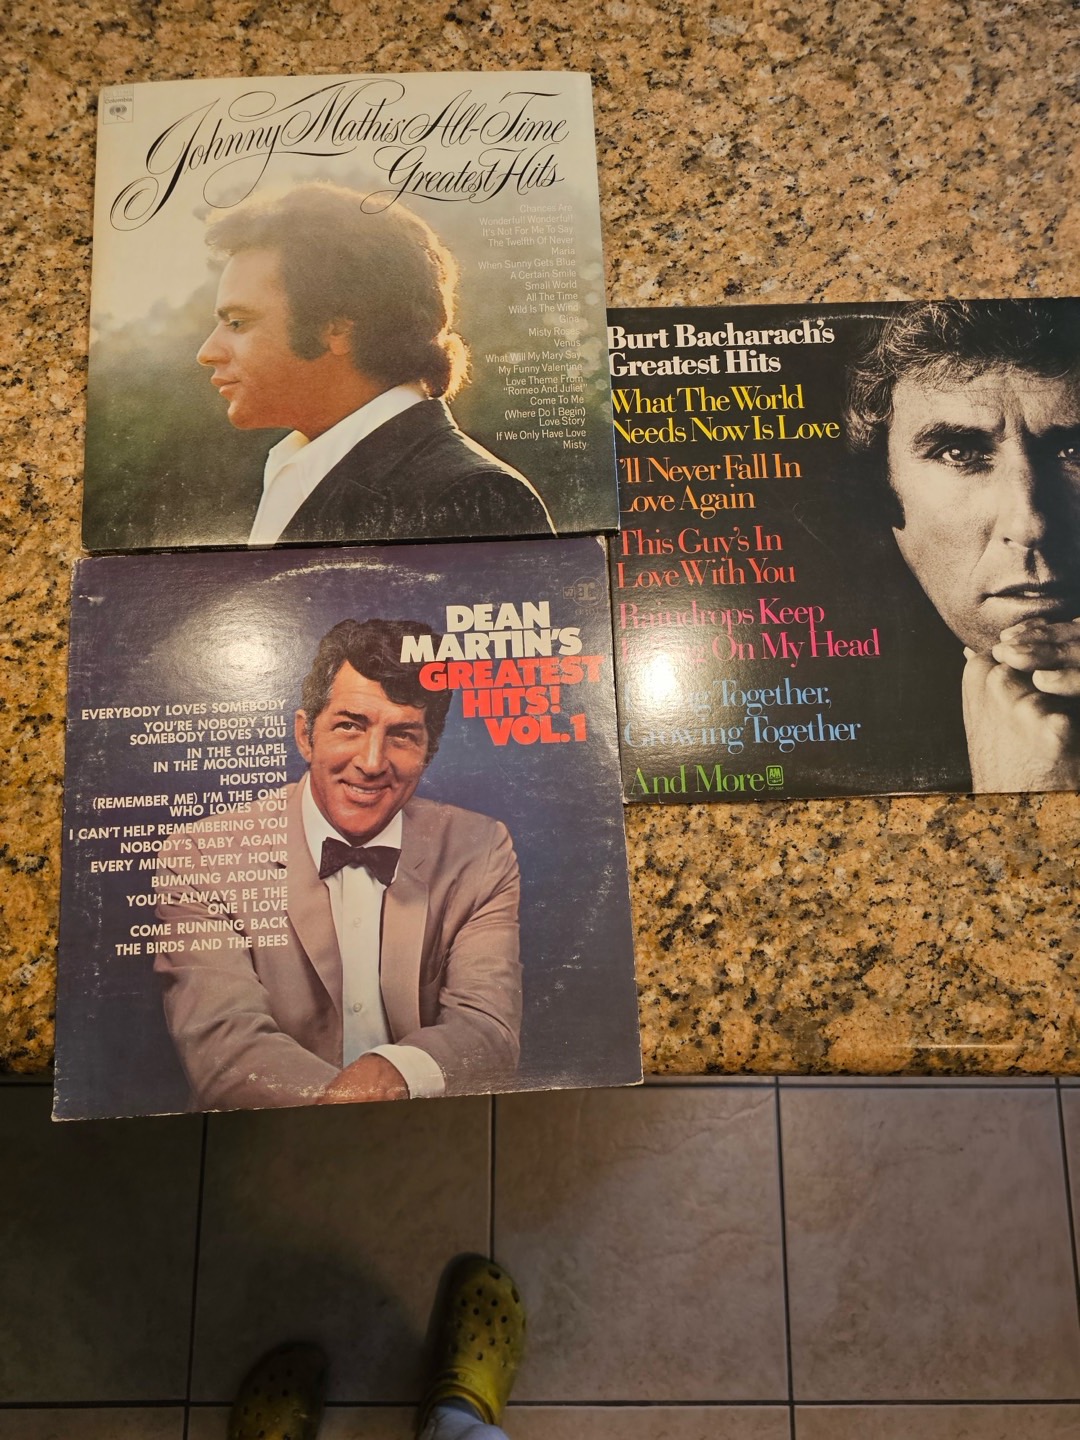 Columbia
Johnny Mathis' All-Time
Greatest Hits
Chances Are
Wonderful! Wonderful!
It's Not For Me To Say
The Twelfth Of Never
Maria
When Sunny Gets Blue
A Certain Smile
Small World
All The Time
Wild Is The Wind
Gina
Misty Roses
Venus
What Will My Mary Say
My Funny Valentine
Love Theme From
"Romeo And Juliet"
Come To Me
(Where Do I Begin)
Love Story
If We Only Have Love
Misty
Burt Bacharach's
Greatest Hits
What The World
Needs Now Is Love
I'll Never Fall In
Love Again
This Guy's In
Love With You
Raindrops Keep
On My Head
Together,
Growing Together
And More
AM
DEAN
MARTIN'S
GREATEST
HITS!
VOL.1
EVERYBODY LOVES SOMEBODY
YOU'RE NOBODY TILL
SOMEBODY LOVES YOU
IN THE CHAPEL
IN THE MOONLIGHT
HOUSTON
(REMEMBER ME) I'M THE ONE
WHO LOVES YOU
I CAN'T HELP REMEMBERING YOU
NOBODY'S BABY AGAIN
EVERY MINUTE, EVERY HOUR
BUMMING AROUND
YOU'LL ALWAYS BE THE
ONE I LOVE
COME RUNNING BACK
THE BIRDS AND THE BEES